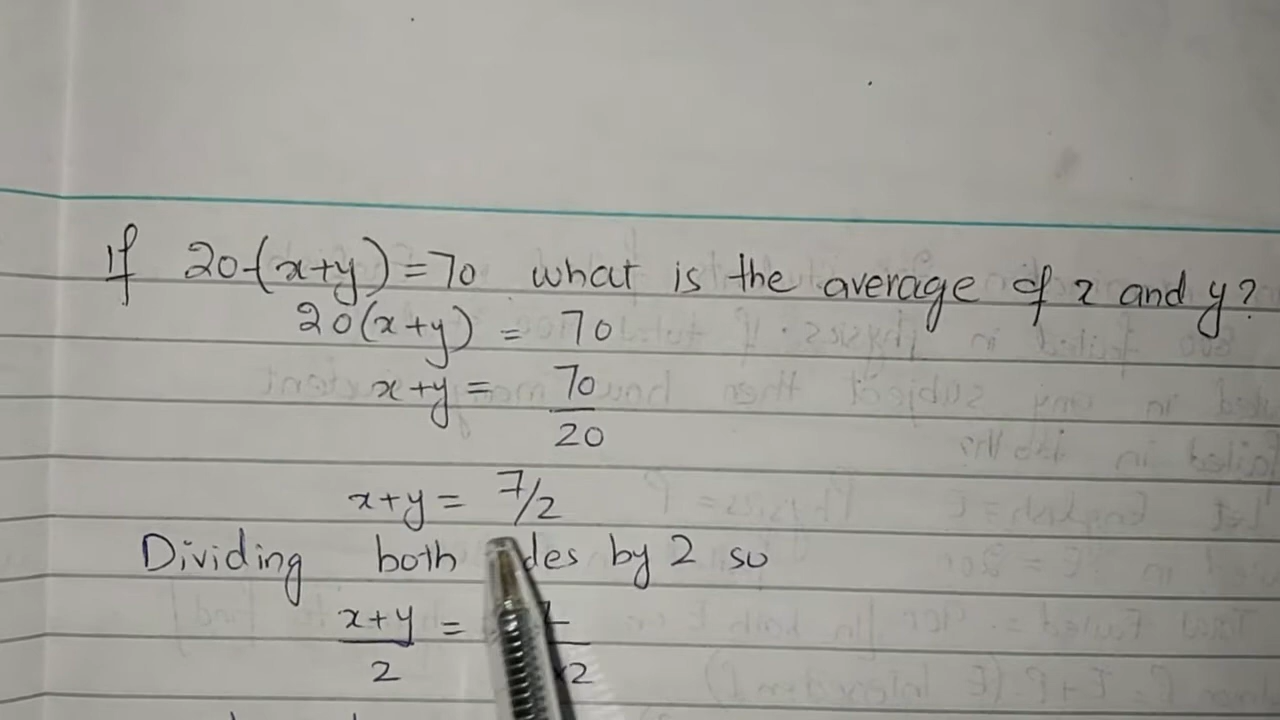 If 20-(x+y)=70 what is the average of x and y?
20(x+y) = 70
x+y = 70/20
x+y = 7/2
Dividing both des by 2 so
x+y/2 = 2